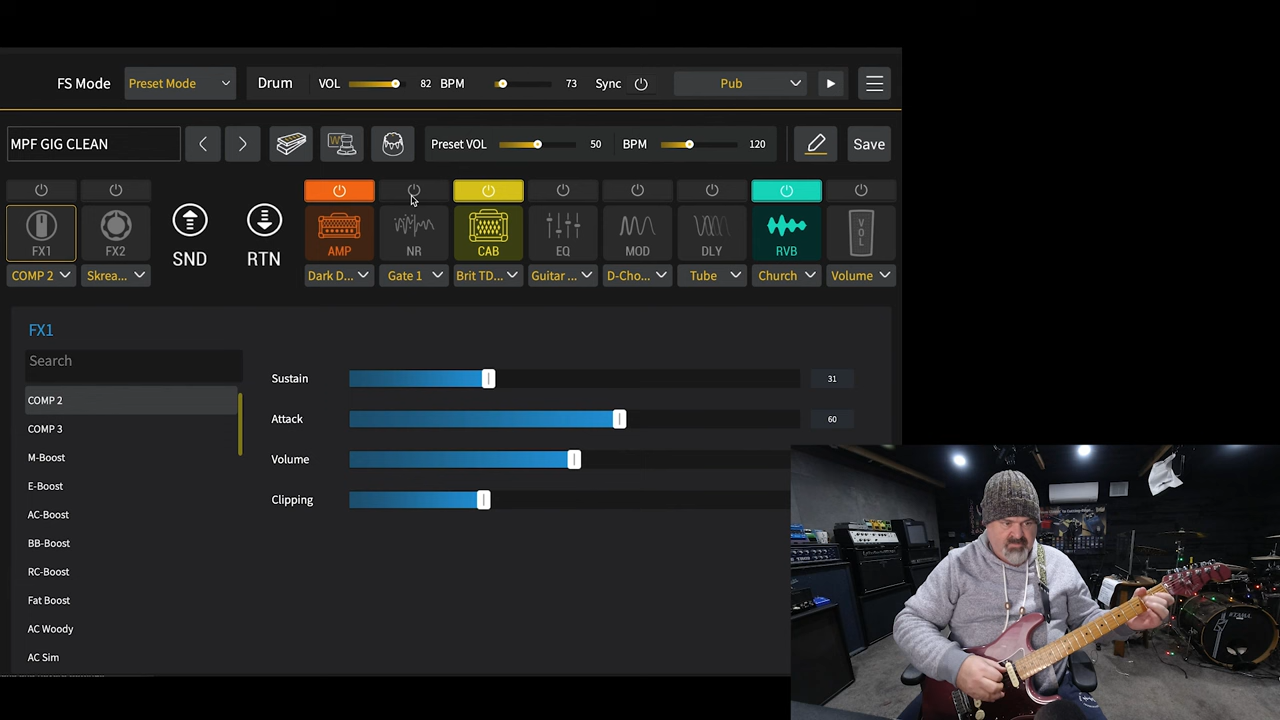 FS Mode Preset Mode Drum VOL 82 BPM 73 Sync Pub
MPF GIG CLEAN W Preset VOL 50 BPM 120 Save
FX1 FX2 SND RTN AMP NR CAB EQ MOD DLY RVB VOL
COMP 2 Skrea... Dark D... Gate 1 Brit TD... Guitar ... D-Cho... Tube Church Volume
FX1
Search
COMP 2
COMP 3
M-Boost
E-Boost
AC-Boost
BB-Boost
RC-Boost
Fat Boost
AC Woody
AC Sim
Sustain 31
Attack 60
Volume
Clipping
TAMA